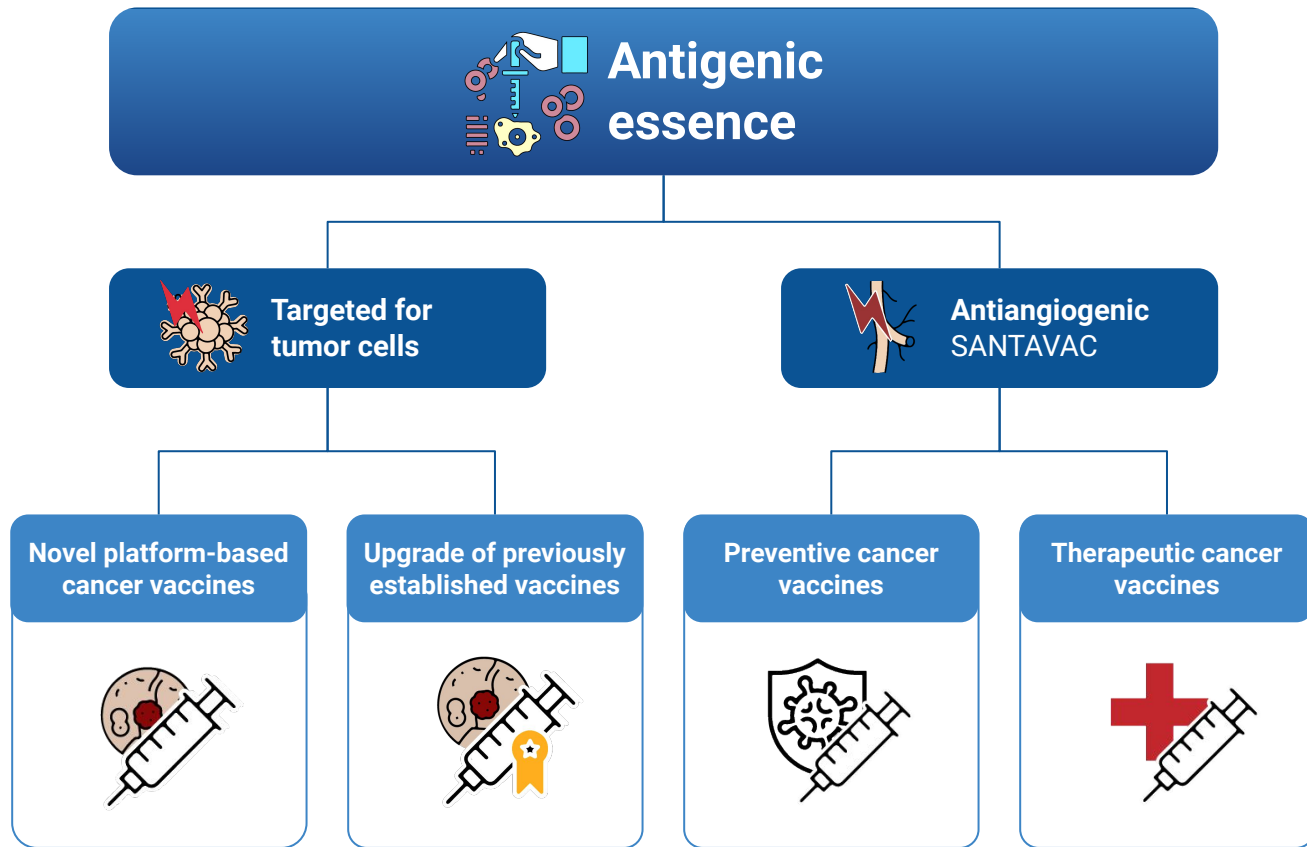 Antigenic
essence
Targeted for
tumor cells
Antiangiogenic
SANTAVAC
Novel platform-based
cancer vaccines
Upgrade of previously
established vaccines
Preventive cancer
vaccines
Therapeutic cancer
vaccines